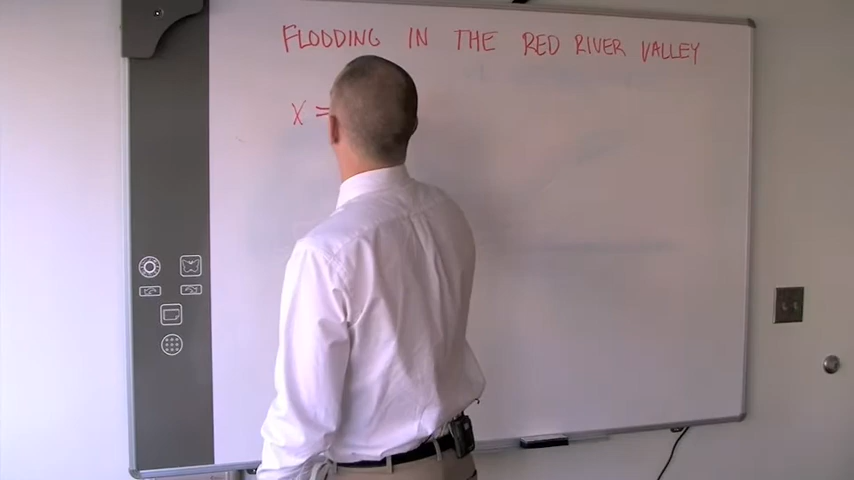 FLOODING IN THE RED RIVER VALLEY
X =